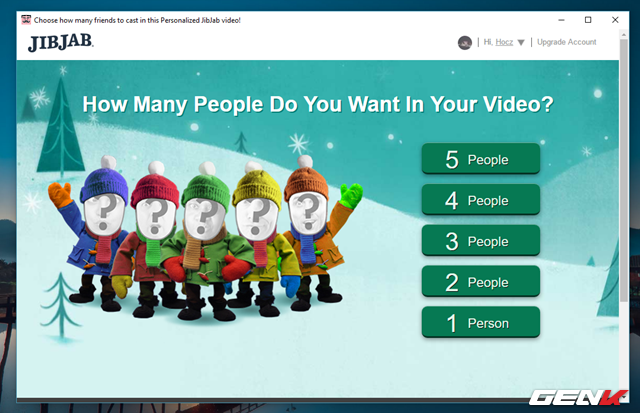 Choose how many friends to cast in this Personalized JibJab video!
JIBJAB
Hi, Hocz
Upgrade Account
How Many People Do You Want In Your Video?
? ? ? ? ?
5 People
4 People
3 People
2 People
1 Person
GENK